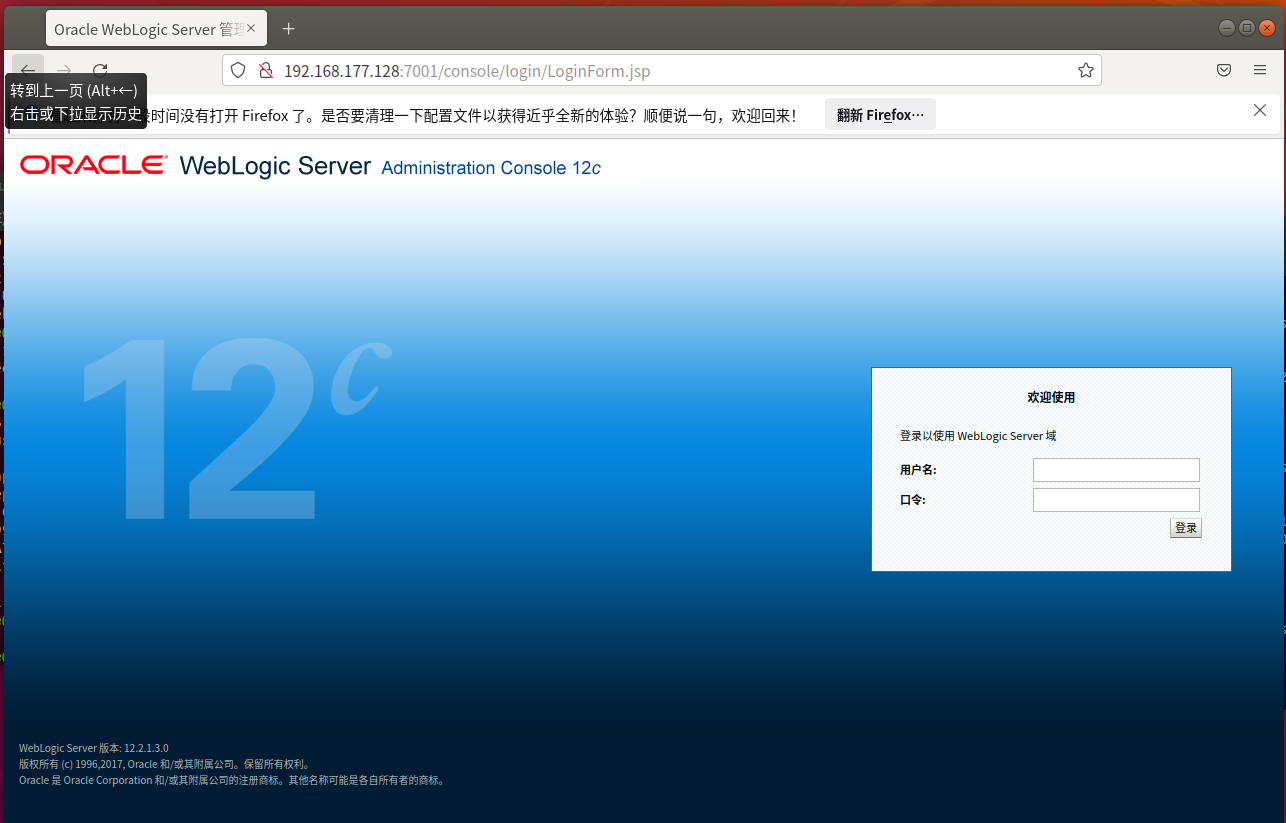 Oracle WebLogic Server 管理
192.168.177.128:7001/console/login/LoginForm.jsp
转到上一页 (Alt+←)
右击或下拉显示历史
时间没有打开 Firefox 了。是否要清理一下配置文件以获得近乎全新的体验？顺便说一句，欢迎回来！
翻新 Firefox…
ORACLE WebLogic Server Administration Console 12c
12c
欢迎使用
登录以使用 WebLogic Server 域
用户名:
口令:
登录
WebLogic Server 版本: 12.2.1.3.0
版权所有 (c) 1996,2017, Oracle 和/或其附属公司。保留所有权利。
Oracle 是 Oracle Corporation 和/或其附属公司的注册商标。其他名称可能是各自所有者的商标。